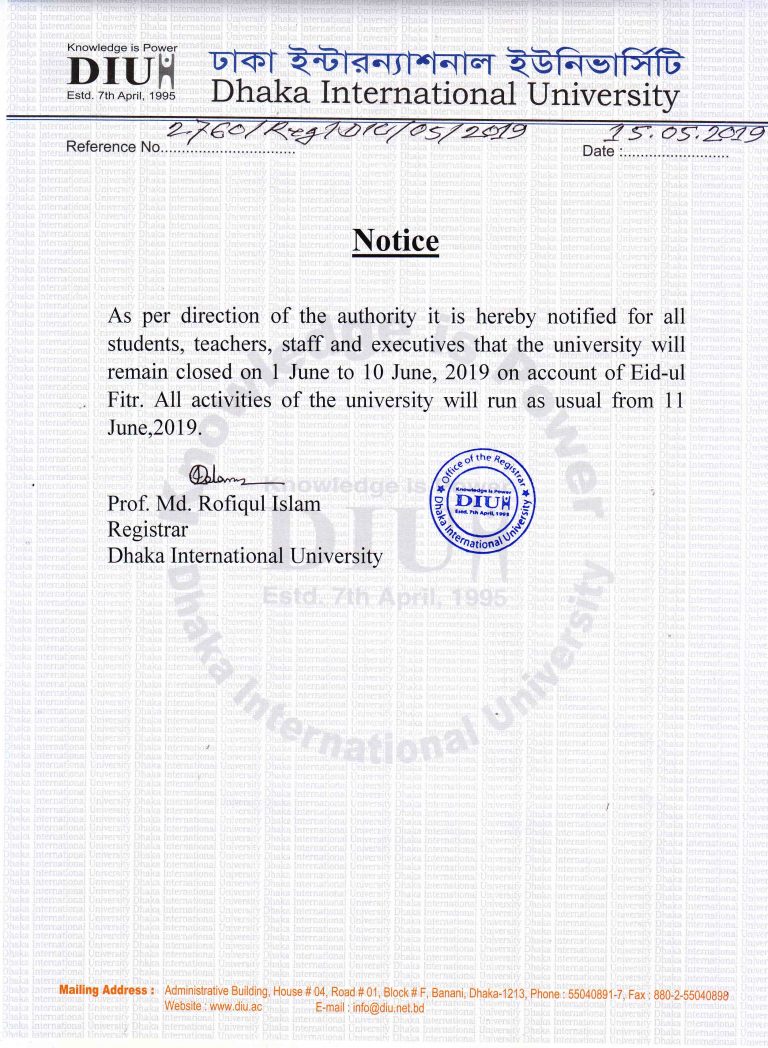 Knowledge is Power
DIU
Estd. 7th April, 1995
ঢাকা ইন্টারন্যাশনাল ইউনিভার্সিটি
Dhaka International University
Reference No. 2760/Reg/DIU/05/2019
Date : 15.05.2019
Notice
As per direction of the authority it is hereby notified for all
students, teachers, staff and executives that the university will
remain closed on 1 June to 10 June, 2019 on account of Eid-ul
Fitr. All activities of the university will run as usual from 11
June,2019.
Islam
Prof. Md. Rofiqul Islam
Registrar
Dhaka International University
Office of the Registrar
Knowledge is Power
DIU
Estd. 7th April, 1995
Dhaka International University
Knowledge is Power
Knowledge is Power
DIU
Estd. 7th April, 1995
Dhaka International University
Mailing Address : Administrative Building, House # 04, Road # 01, Block # F, Banani, Dhaka-1213, Phone : 55040891-7, Fax : 880-2-55040898
Website : www.diu.ac E-mail : info@diu.net.bd